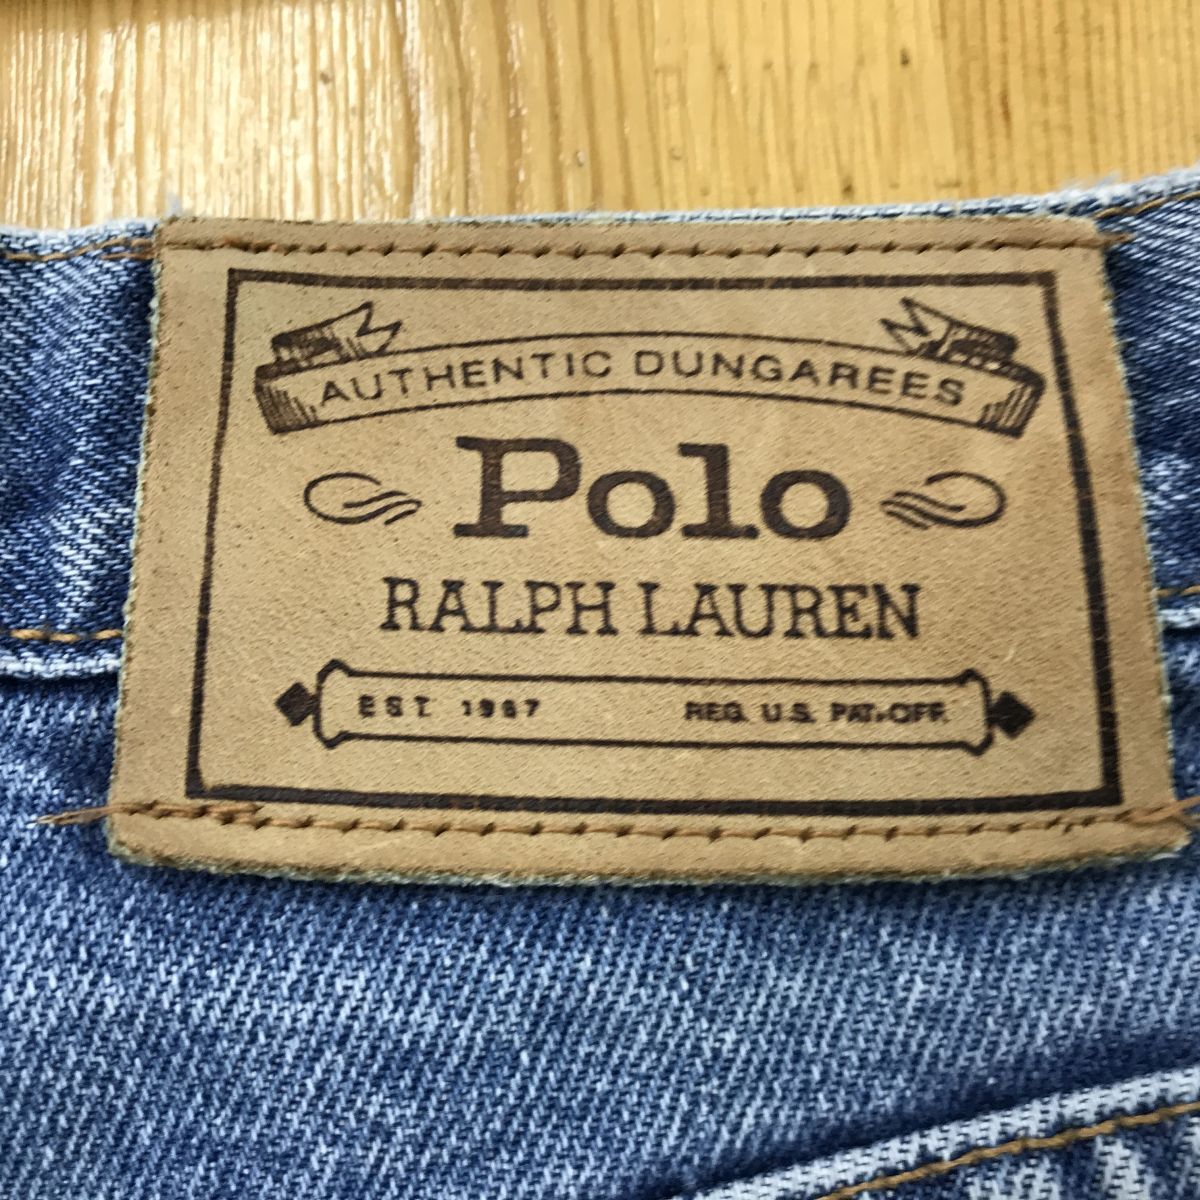 AUTHENTIC DUNGAREES
Polo
RALPH LAUREN
EST. 1967 REG. U.S. PAT. OFF.